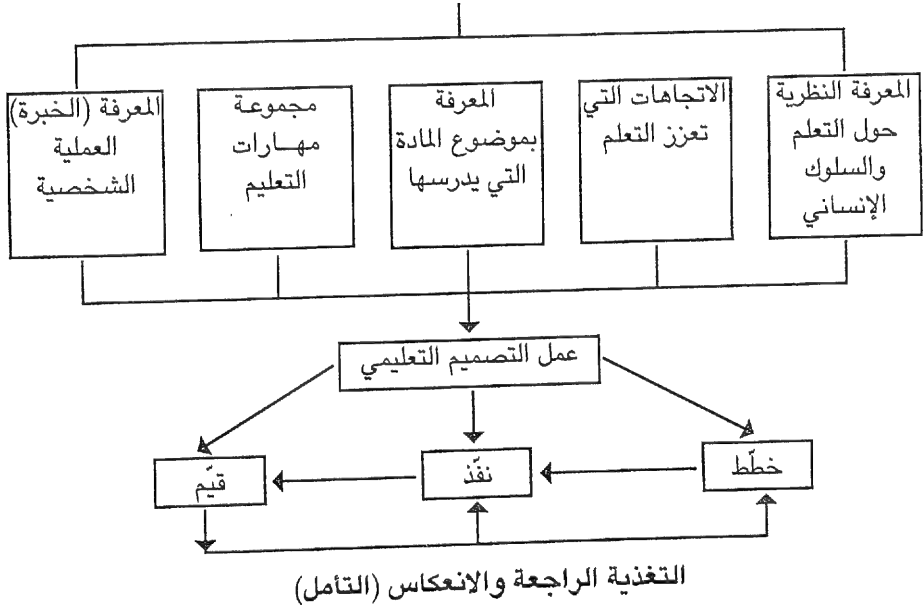 المعرفة النظرية
حول التعلم
والسلوك
الإنساني
الاتجاهات التي
تعزز التعلم
المعرفة
بموضوع المادة
التي يدرسها
مجموعة
مهــارات
التعليم
المعرفة (الخبرة)
العملية
الشخصية
عمل التصميم التعليمي
خطّط
نفّذ
قيّم
التغذية الراجعة والانعكاس (التأمل)